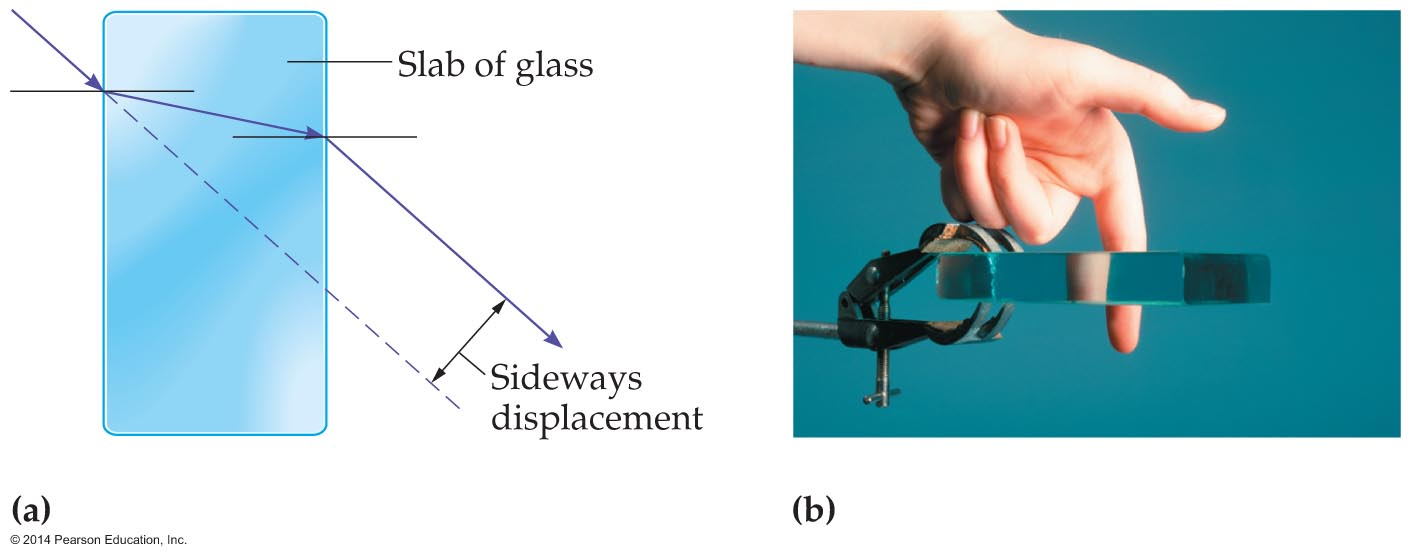 Slab of glass
Sideways
displacement
(a)
(b)
© 2014 Pearson Education, Inc.